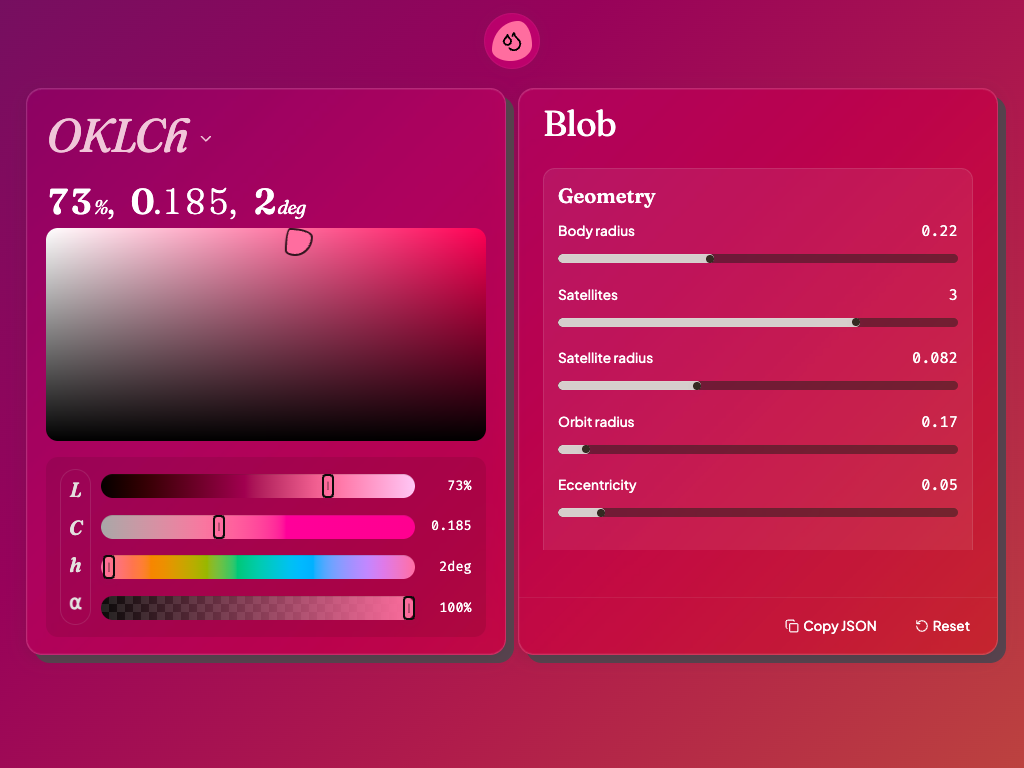 OKLCh
73%, 0.185, 2deg
L 73%
C 0.185
h 2deg
α 100%
Blob
Geometry
Body radius 0.22
Satellites 3
Satellite radius 0.082
Orbit radius 0.17
Eccentricity 0.05
Copy JSON Reset